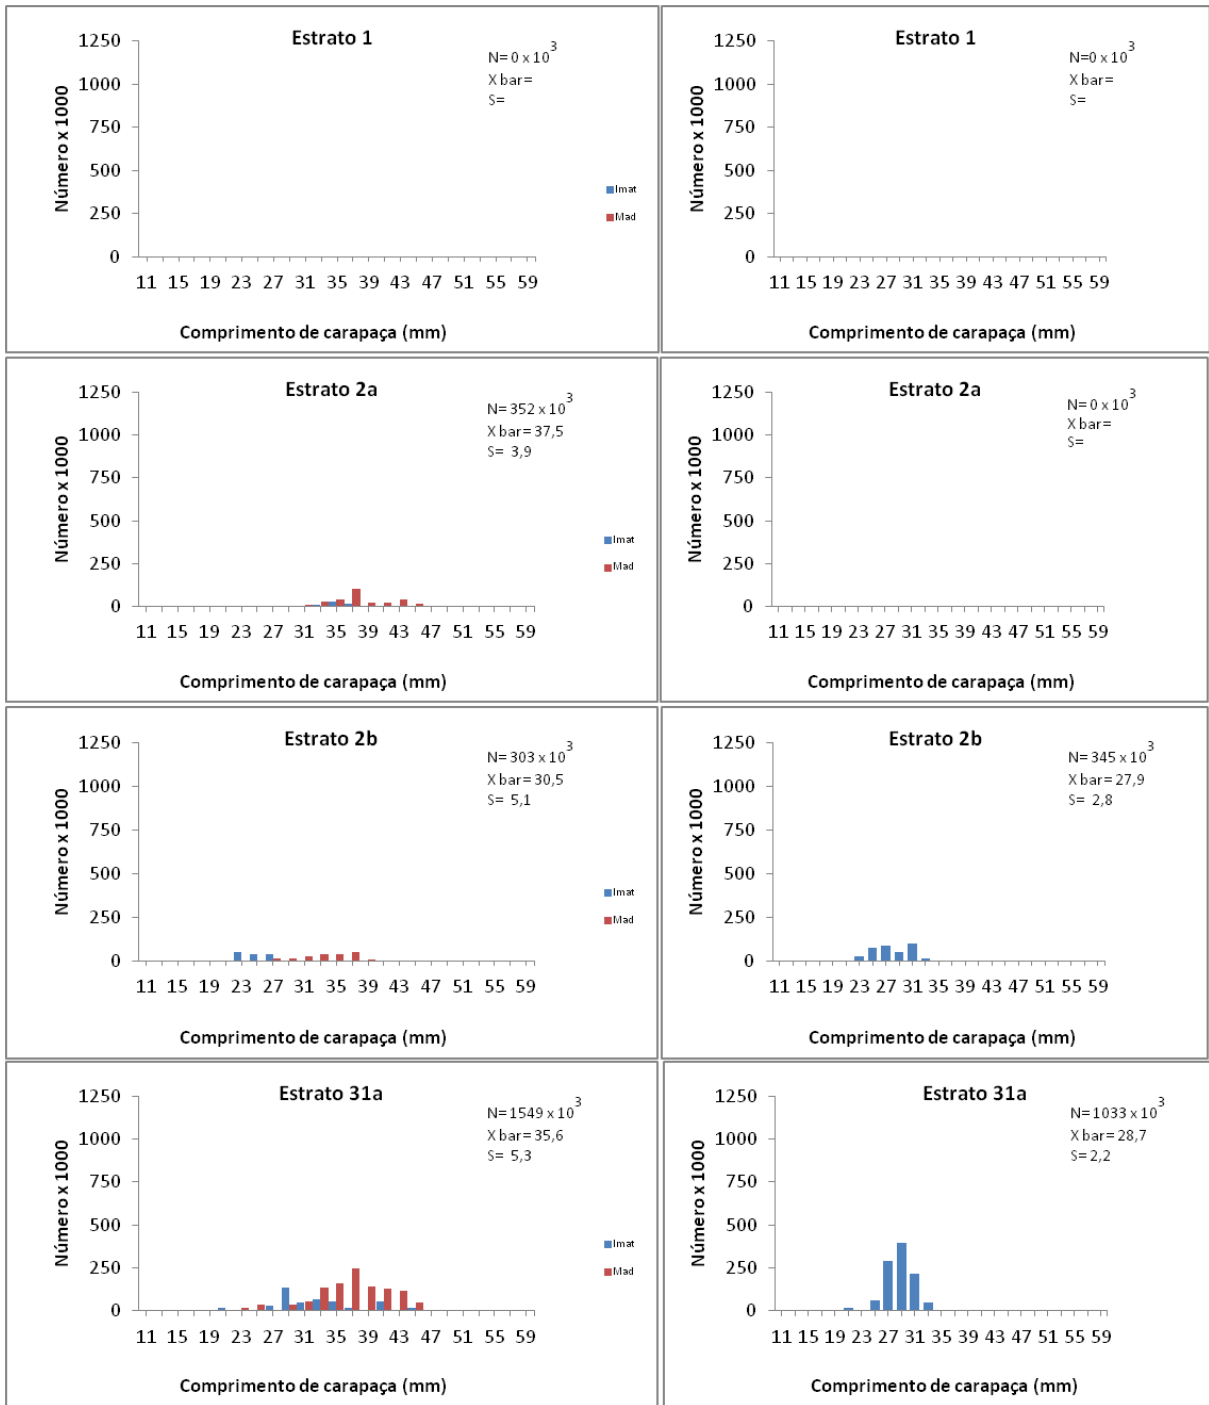 Estrato 1
N= 0 x 10³
X bar=
S=
Número x 1000
1250
1000
750
500
250
0
Imat
Mad
11 15 19 23 27 31 35 39 43 47 51 55 59
Comprimento de carapaça (mm)
Estrato 1
N=0 x 10³
X bar=
S=
Número x 1000
1250
1000
750
500
250
0
11 15 19 23 27 31 35 39 43 47 51 55 59
Comprimento de carapaça (mm)
Estrato 2a
N= 352 x 10³
X bar= 37,5
S= 3,9
Número x 1000
1250
1000
750
500
250
0
Imat
Mad
11 15 19 23 27 31 35 39 43 47 51 55 59
Comprimento de carapaça (mm)
Estrato 2a
N= 0 x 10³
X bar=
S=
Número x 1000
1250
1000
750
500
250
0
11 15 19 23 27 31 35 39 43 47 51 55 59
Comprimento de carapaça (mm)
Estrato 2b
N= 303 x 10³
X bar= 30,5
S= 5,1
Número x 1000
1250
1000
750
500
250
0
Imat
Mad
11 15 19 23 27 31 35 39 43 47 51 55 59
Comprimento de carapaça (mm)
Estrato 2b
N= 345 x 10³
X bar= 27,9
S= 2,8
Número x 1000
1250
1000
750
500
250
0
11 15 19 23 27 31 35 39 43 47 51 55 59
Comprimento de carapaça (mm)
Estrato 31a
N= 1549 x 10³
X bar= 35,6
S= 5,3
Número x 1000
1250
1000
750
500
250
0
Imat
Mad
11 15 19 23 27 31 35 39 43 47 51 55 59
Comprimento de carapaça (mm)
Estrato 31a
N= 1033 x 10³
X bar= 28,7
S= 2,2
Número x 1000
1250
1000
750
500
250
0
11 15 19 23 27 31 35 39 43 47 51 55 59
Comprimento de carapaça (mm)